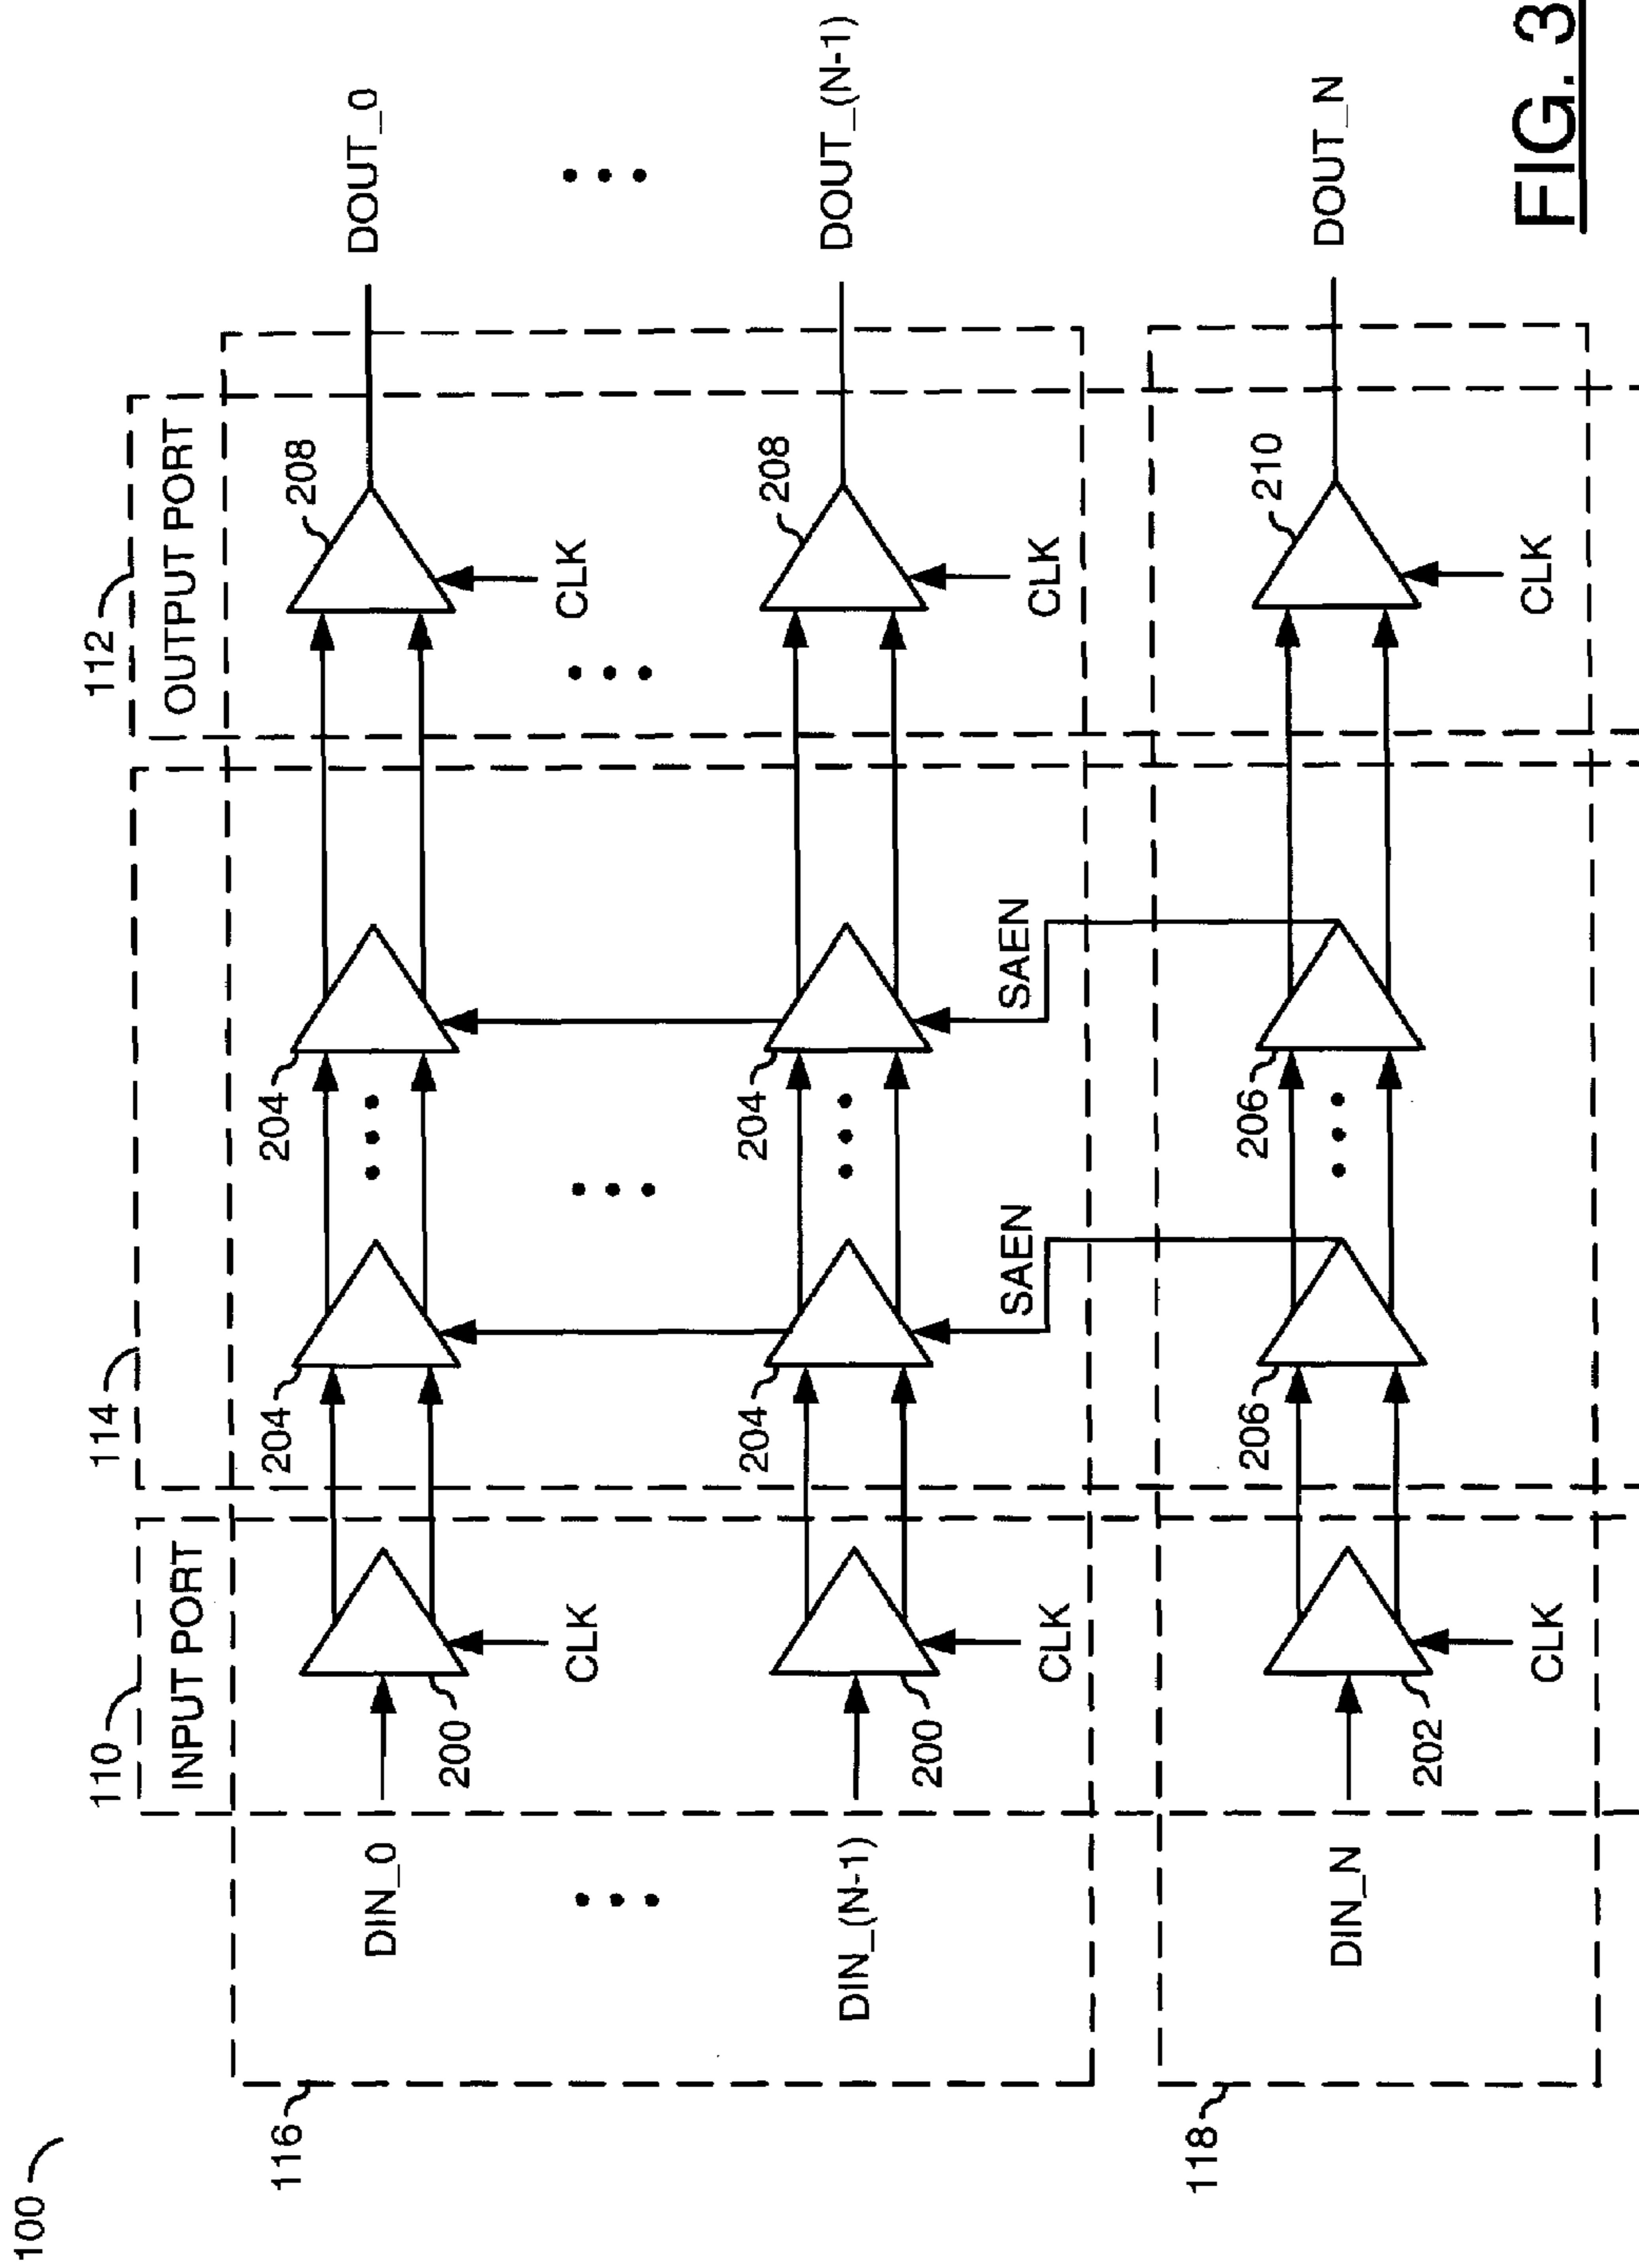 100
110
114
112
INPUT PORT
OUTPUT PORT
116
DIN_0
200
CLK
204
204
208
CLK
DOUT_0
DIN_(N-1)
200
CLK
204
204
208
CLK
DOUT_(N-1)
SAEN
SAEN
118
DIN_N
202
CLK
206
206
210
CLK
DOUT_N
FIG. 3